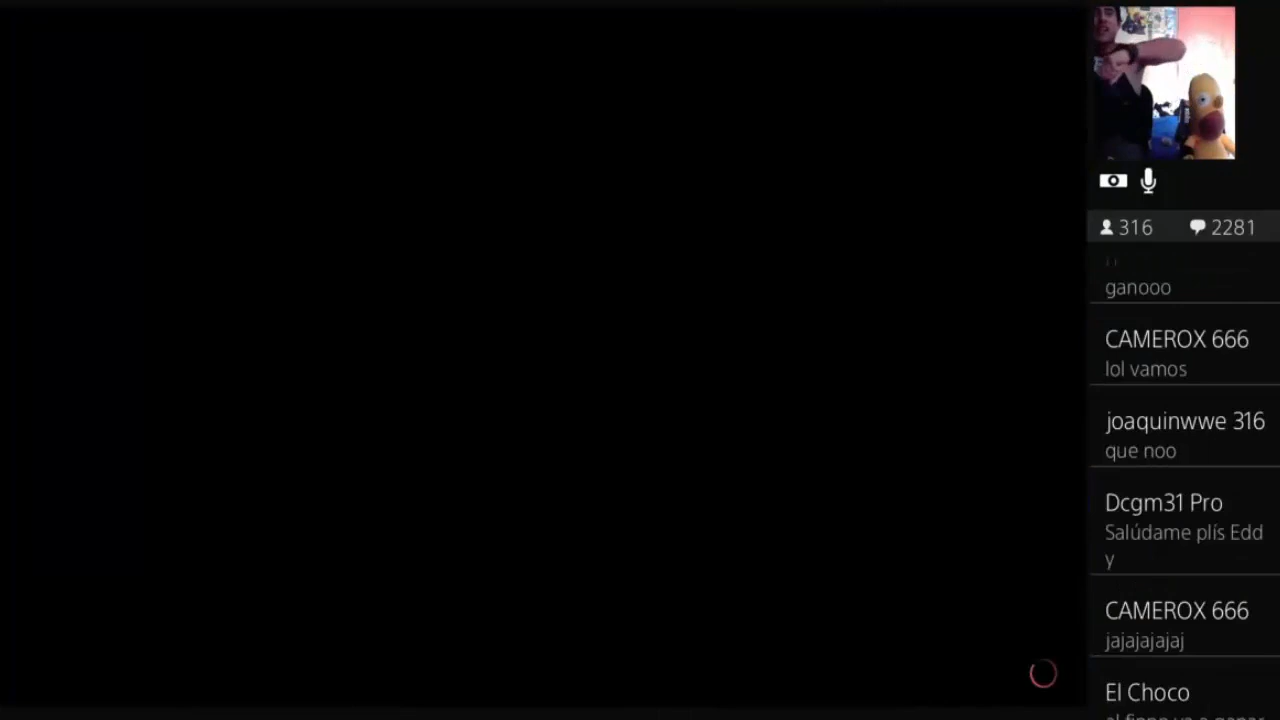 316 2281
ganooo
CAMEROX 666
lol vamos
joaquinwwe 316
que noo
Dcgm31 Pro
Salúdame plís Edd
y
CAMEROX 666
jajajajajaj
El Choco